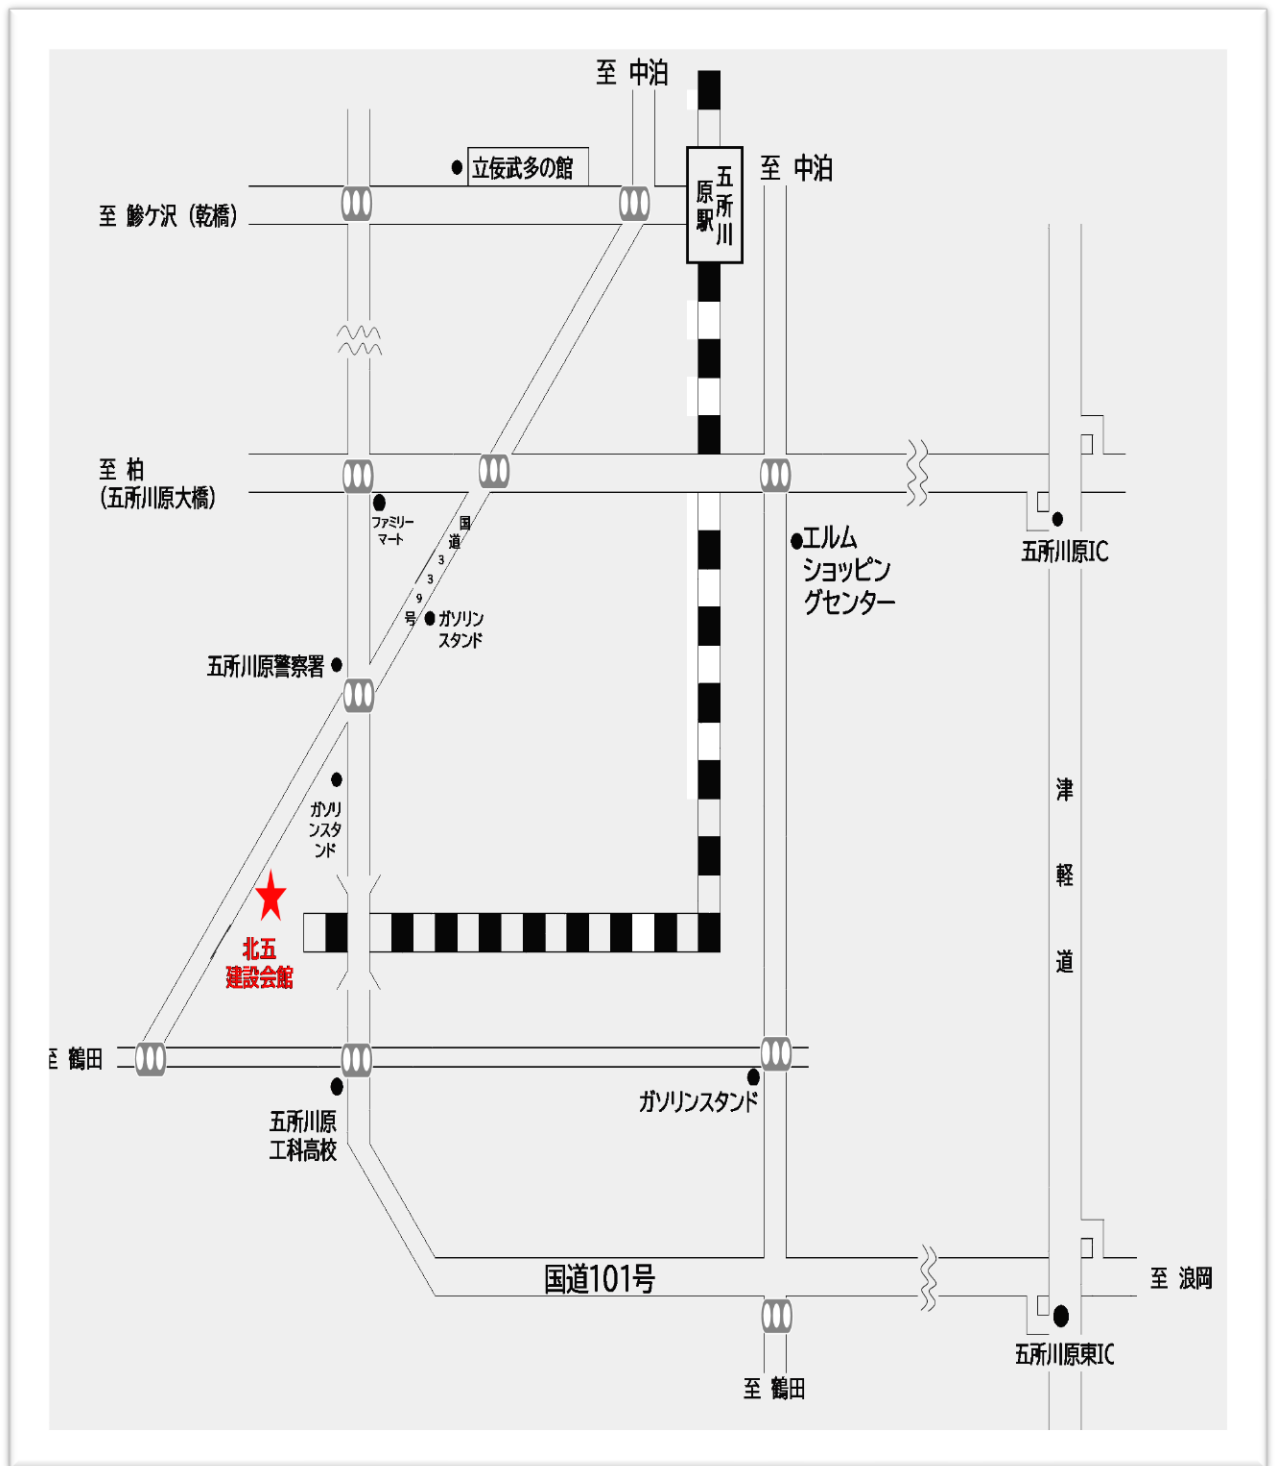 至 中泊
立佞武多の館
至 中泊
五所川
原駅
至 鰺ケ沢（乾橋）
至 柏
（五所川原大橋）
ファミリー
マート
国道339号
エルム
ショッピン
グセンター
五所川原IC
ガソリン
スタンド
五所川原警察署
ガソリ
ンスタ
ンド
津軽道
北五
建設会館
至 鶴田
ガソリンスタンド
五所川原
工科高校
国道101号
至 浪岡
五所川原東IC
至 鶴田